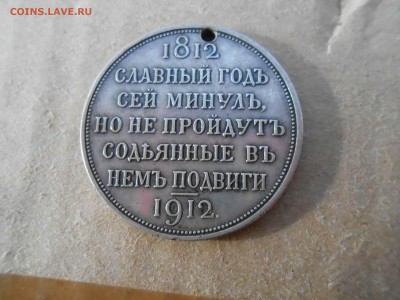 COINS.LAVE.RU
1812
СЛАВНЫЙ ГОДЪ
СЕЙ МИНУЛЪ,
НО НЕ ПРОЙДУТЪ
СОДѢЯННЫЕ ВЪ
НЕМЪ ПОДВИГИ
1912.